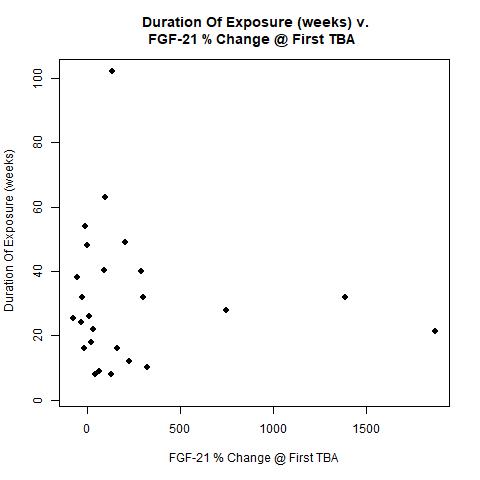 Duration Of Exposure (weeks) v.
FGF-21 % Change @ First TBA
Duration Of Exposure (weeks)
100
80
60
40
20
0
0 500 1000 1500
FGF-21 % Change @ First TBA